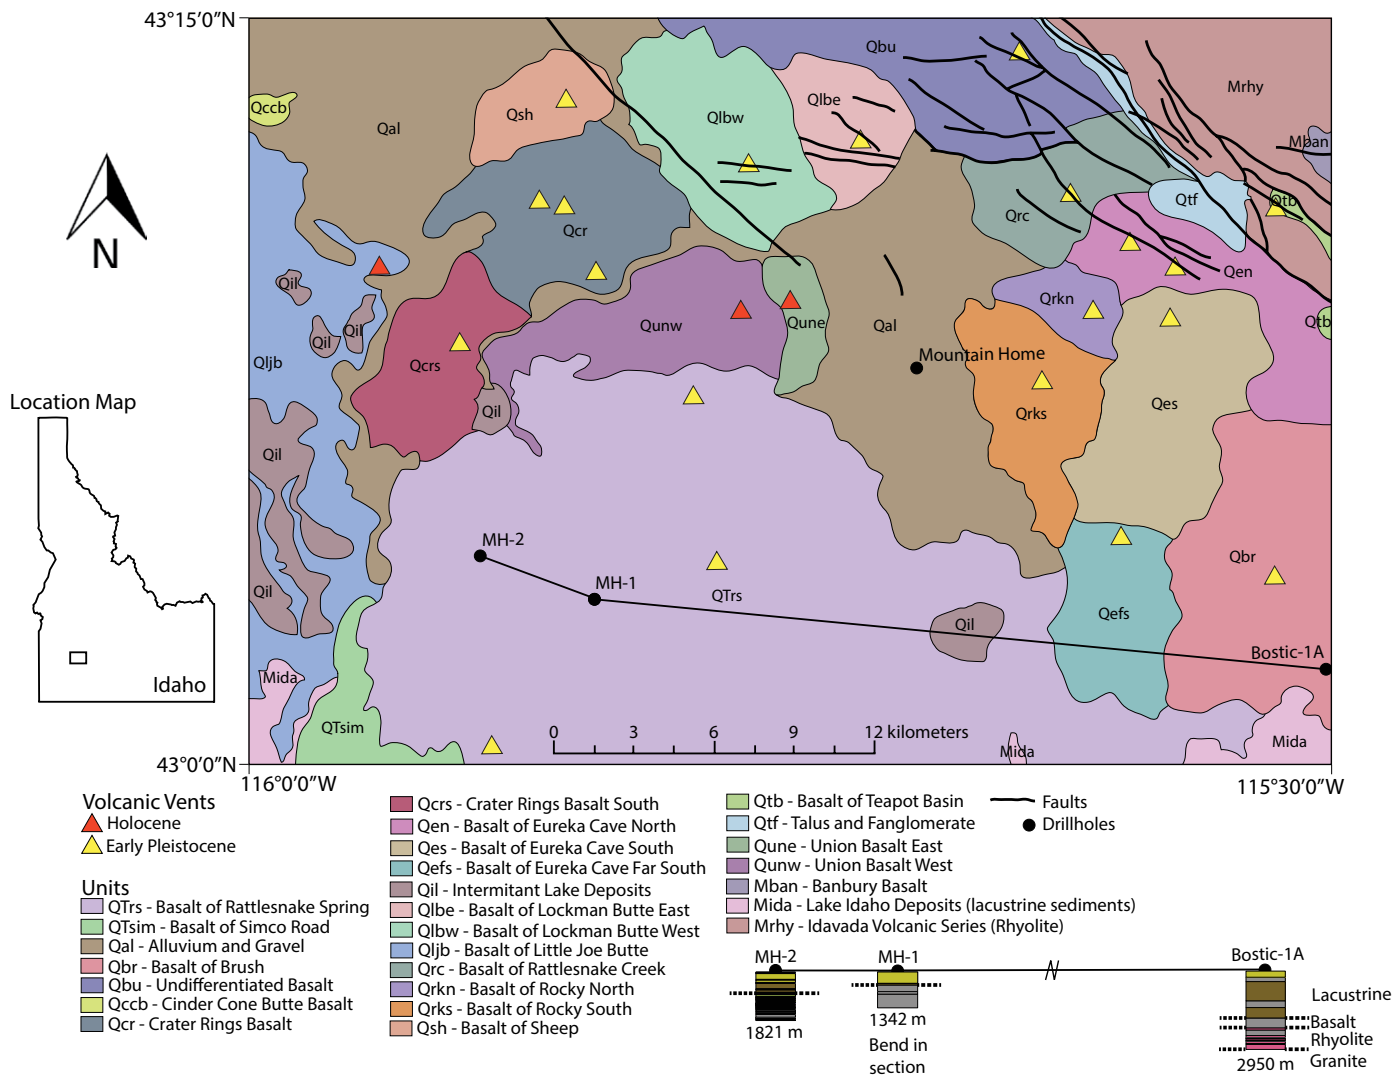 43°15′0″N
Qbu
Mrhy
Qccb
Qal
Qsh
Qlbw
Qlbe
Mban
Qtf
Qtb
Qrc
Qcr
N
Qil
Qen
Qrkn
Qil
Qil
Qunw
Qune
Qal
Qtb
Qljb
Qcrs
Mountain Home
Location Map
Qil
Qrks
Qes
Qil
MH-2
Qbr
MH-1
QTrs
Qil
Qil
Qefs
Bostic-1A
Idaho
Mida
QTsim
0 3 6 9 12 kilometers
Mida
Mida
43°0′0″N
116°0′0″W
115°30′0″W
Volcanic Vents
Holocene
Early Pleistocene
Units
QTrs - Basalt of Rattlesnake Spring
QTsim - Basalt of Simco Road
Qal - Alluvium and Gravel
Qbr - Basalt of Brush
Qbu - Undifferentiated Basalt
Qccb - Cinder Cone Butte Basalt
Qcr - Crater Rings Basalt
Qcrs - Crater Rings Basalt South
Qen - Basalt of Eureka Cave North
Qes - Basalt of Eureka Cave South
Qefs - Basalt of Eureka Cave Far South
Qil - Intermitant Lake Deposits
Qlbe - Basalt of Lockman Butte East
Qlbw - Basalt of Lockman Butte West
Qljb - Basalt of Little Joe Butte
Qrc - Basalt of Rattlesnake Creek
Qrkn - Basalt of Rocky North
Qrks - Basalt of Rocky South
Qsh - Basalt of Sheep
Qtb - Basalt of Teapot Basin
Qtf - Talus and Fanglomerate
Qune - Union Basalt East
Qunw - Union Basalt West
Mban - Banbury Basalt
Mida - Lake Idaho Deposits (lacustrine sediments)
Mrhy - Idavada Volcanic Series (Rhyolite)
Faults
Drillholes
MH-2
MH-1
Bostic-1A
1821 m
1342 m
Bend in
section
Lacustrine
Basalt
Rhyolite
Granite
2950 m